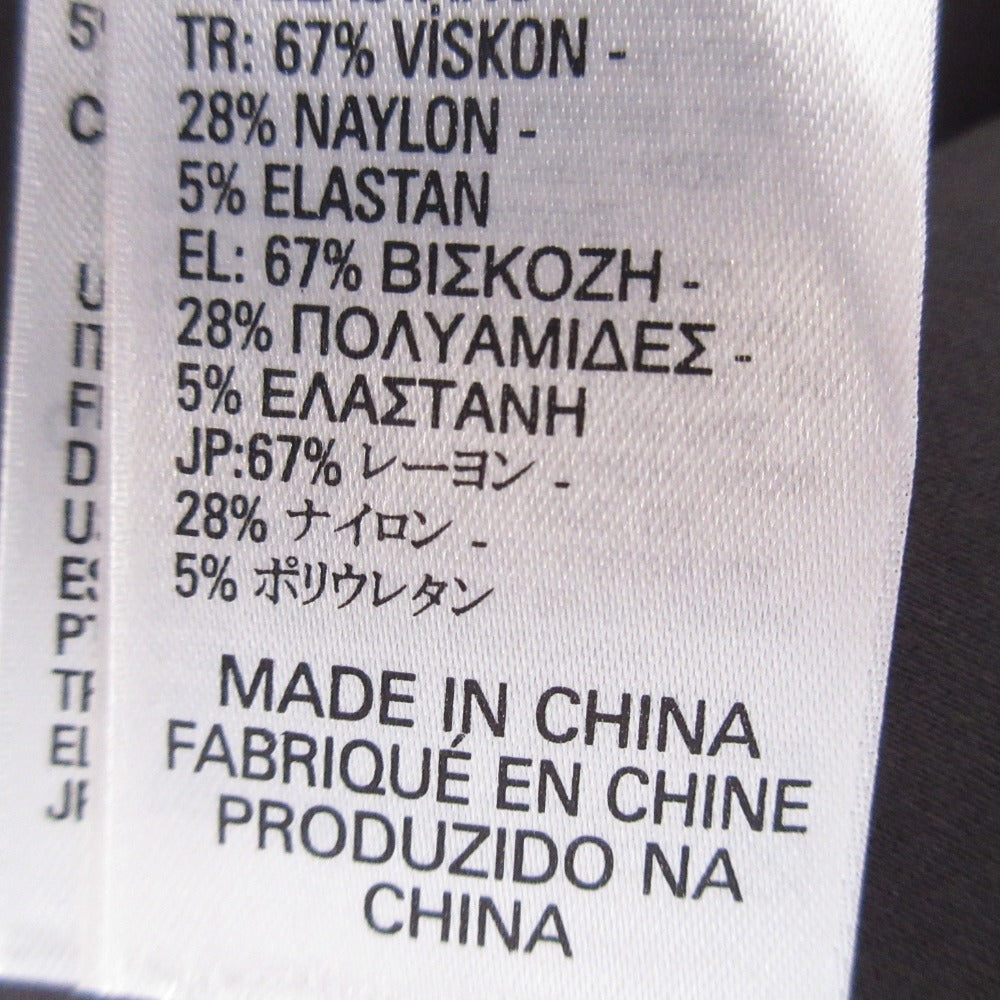 TR: 67% VİSKON -
28% NAYLON -
5% ELASTAN
EL: 67% ΒΙΣΚΟΖΗ -
28% ΠΟΛΥΑΜΙΔΕΣ -
5% ΕΛΑΣΤΑΝΗ
JP:67% レーヨン -
28% ナイロン -
5% ポリウレタン
MADE IN CHINA
FABRIQUÉ EN CHINE
PRODUZIDO NA
CHINA